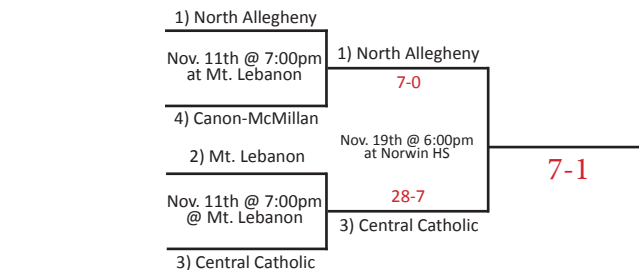 1) North Allegheny
Nov. 11th @ 7:00pm
at Mt. Lebanon
4) Canon-McMillan
1) North Allegheny
7-0
2) Mt. Lebanon
Nov. 11th @ 7:00pm
@ Mt. Lebanon
3) Central Catholic
28-7
3) Central Catholic
Nov. 19th @ 6:00pm
at Norwin HS
7-1